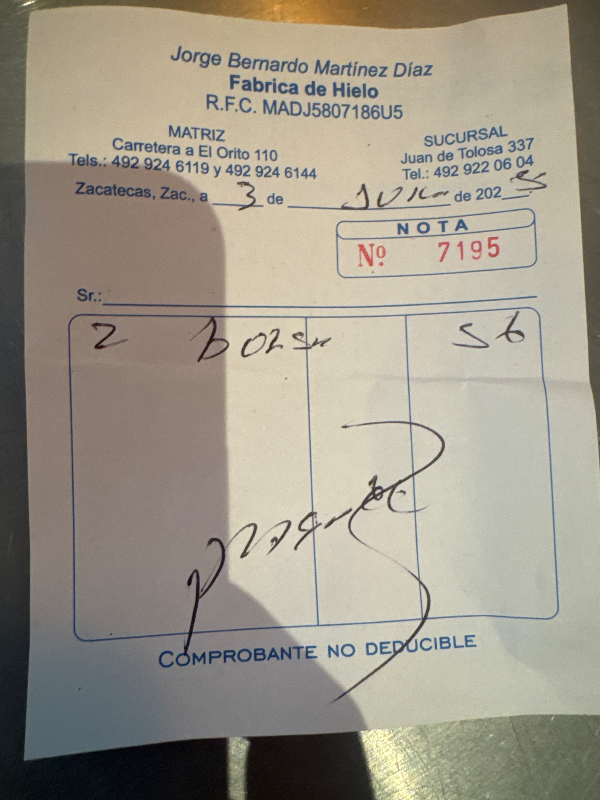 Jorge Bernardo Martínez Díaz
Fabrica de Hielo
R.F.C. MADJ5807186U5
MATRIZ
Carretera a El Orito 110
Tels.: 492 924 6119 y 492 924 6144
SUCURSAL
Juan de Tolosa 337
Tel.: 492 922 06 04
Zacatecas, Zac., a 3 de de 202
NOTA
Nº 7195
Sr.:
2 bolsa 56
COMPROBANTE NO DEDUCIBLE